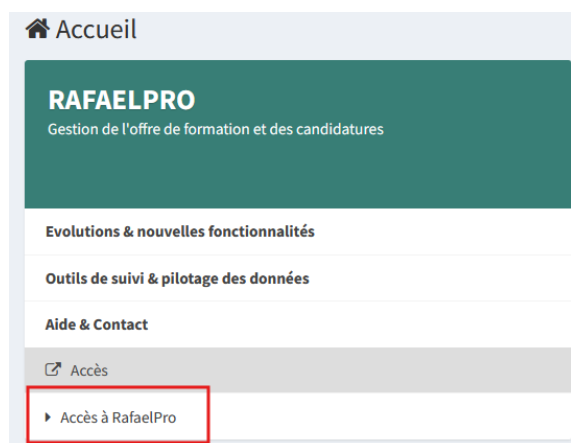 Accueil
RAFAELPRO
Gestion de l'offre de formation et des candidatures
Evolutions & nouvelles fonctionnalités
Outils de suivi & pilotage des données
Aide & Contact
Accès
Accès à RafaelPro